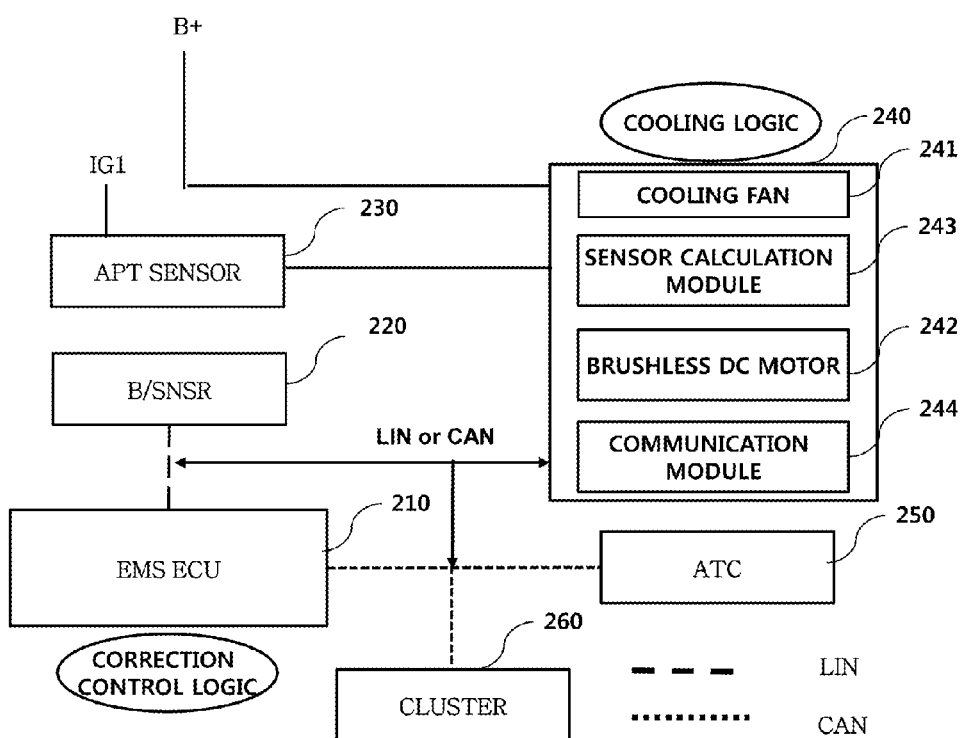 B+
COOLING LOGIC
240
241
IG1
COOLING FAN
230
243
APT SENSOR
SENSOR CALCULATION
MODULE
220
242
B/SNSR
BRUSHLESS DC MOTOR
LIN or CAN
244
COMMUNICATION
MODULE
210
250
EMS ECU
ATC
260
CORRECTION
CONTROL LOGIC
LIN
CLUSTER
CAN